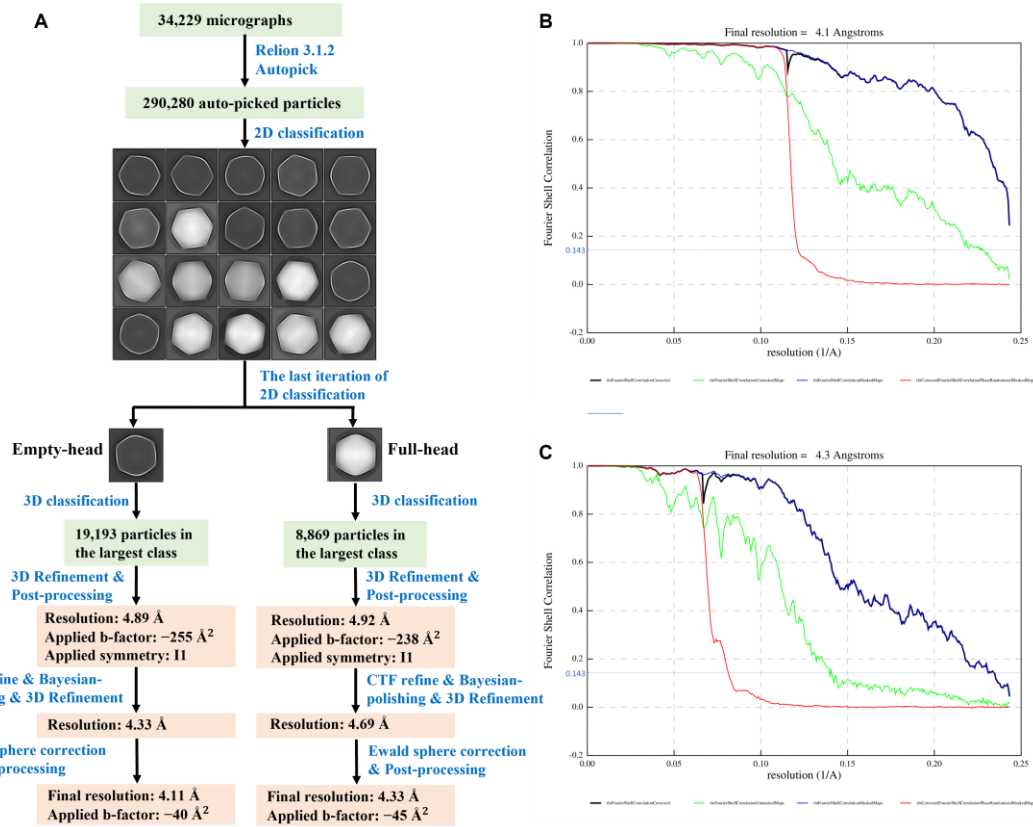 A
34,229 micrographs
Relion 3.1.2
Autopick
290,280 auto-picked particles
2D classification
The last iteration of
2D classification
Empty-head
Full-head
3D classification
3D classification
19,193 particles in
the largest class
8,869 particles in
the largest class
3D Refinement &
Post-processing
3D Refinement &
Post-processing
Resolution: 4.89 Å
Applied b-factor: −255 Å²
Applied symmetry: I1
Resolution: 4.92 Å
Applied b-factor: −238 Å²
Applied symmetry: I1
ine & Bayesian-
g & 3D Refinement
CTF refine & Bayesian-
polishing & 3D Refinement
Resolution: 4.33 Å
Resolution: 4.69 Å
phere correction
processing
Ewald sphere correction
& Post-processing
Final resolution: 4.11 Å
Applied b-factor: −40 Å²
Final resolution: 4.33 Å
Applied b-factor: −45 Å²
B
Final resolution = 4.1 Angstroms
Fourier Shell Correlation
1.0
0.8
0.6
0.4
0.2
0.143
0.0
-0.2
0.00 0.05 0.10 0.15 0.20 0.25
resolution (1/A)
rlnFourierShellCorrelationCorrected rlnFourierShellCorrelationUnmaskedMaps rlnFourierShellCorrelationMaskedMaps rlnCorrectedFourierShellCorrelationPhaseRandomizedMaskedMaps
C
Final resolution = 4.3 Angstroms
Fourier Shell Correlation
1.0
0.8
0.6
0.4
0.2
0.143
0.0
-0.2
0.00 0.05 0.10 0.15 0.20 0.25
resolution (1/A)
rlnFourierShellCorrelationCorrected rlnFourierShellCorrelationUnmaskedMaps rlnFourierShellCorrelationMaskedMaps rlnCorrectedFourierShellCorrelationPhaseRandomizedMaskedMaps